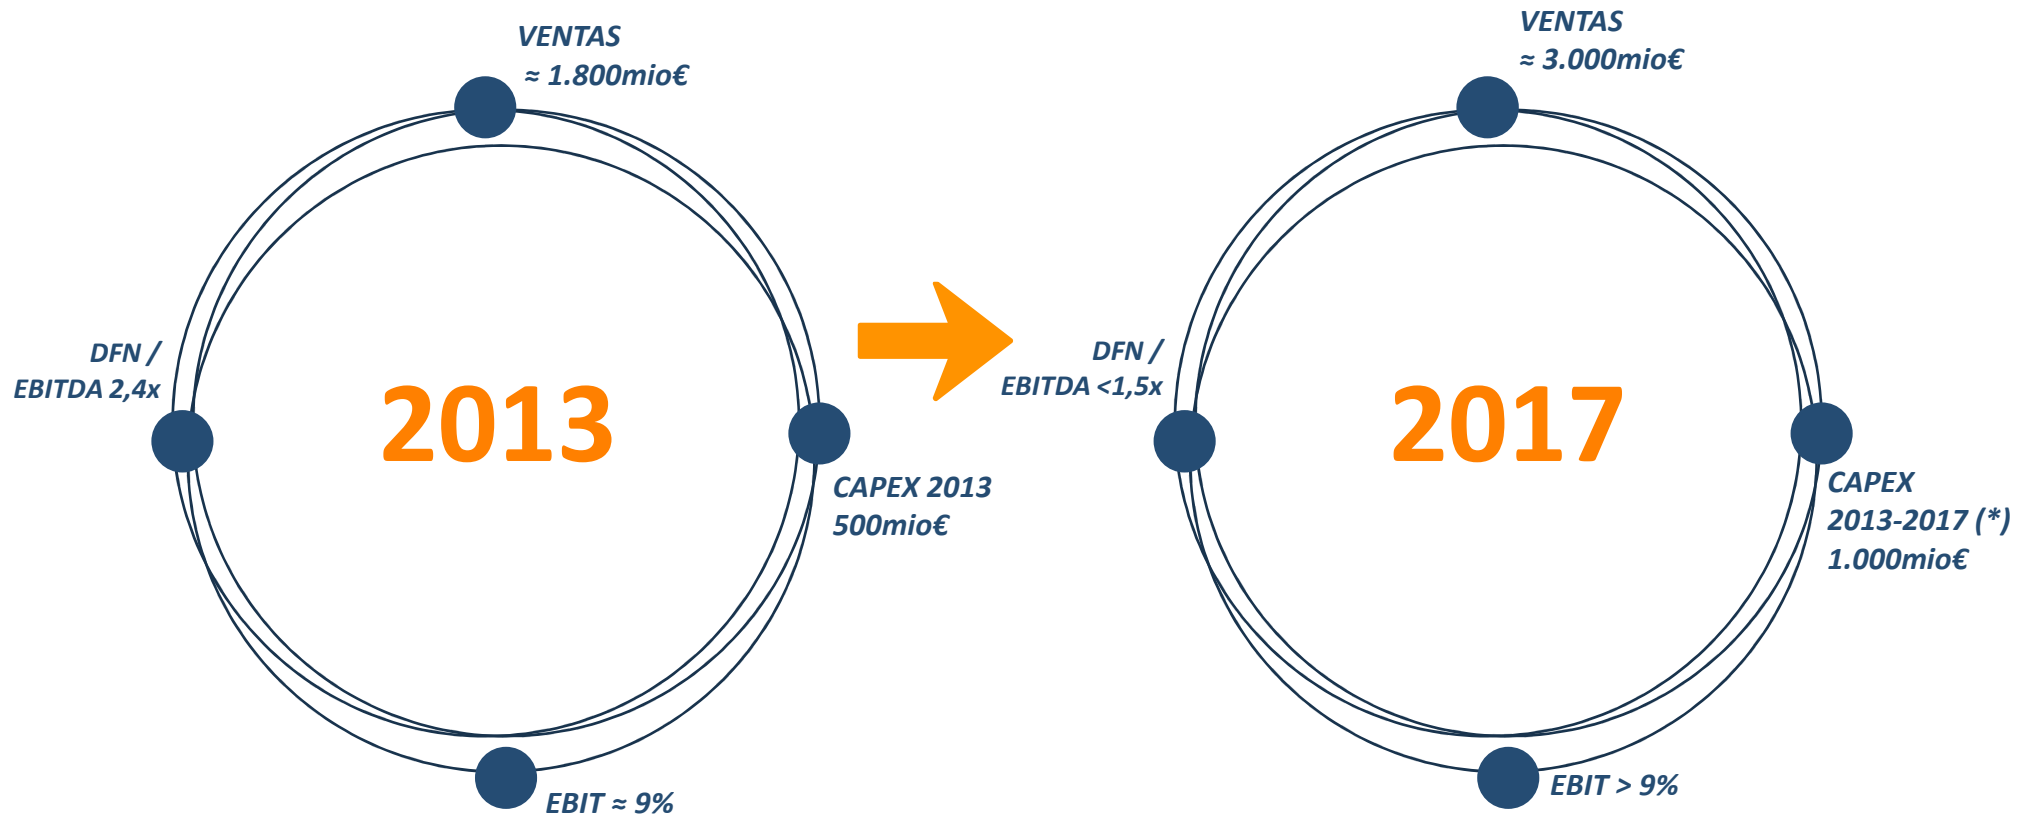 VENTAS
≈ 1.800mio€
DFN /
EBITDA 2,4x
2013
CAPEX 2013
500mio€
EBIT ≈ 9%
VENTAS
≈ 3.000mio€
DFN /
EBITDA <1,5x
2017
CAPEX
2013-2017 (*)
1.000mio€
EBIT > 9%